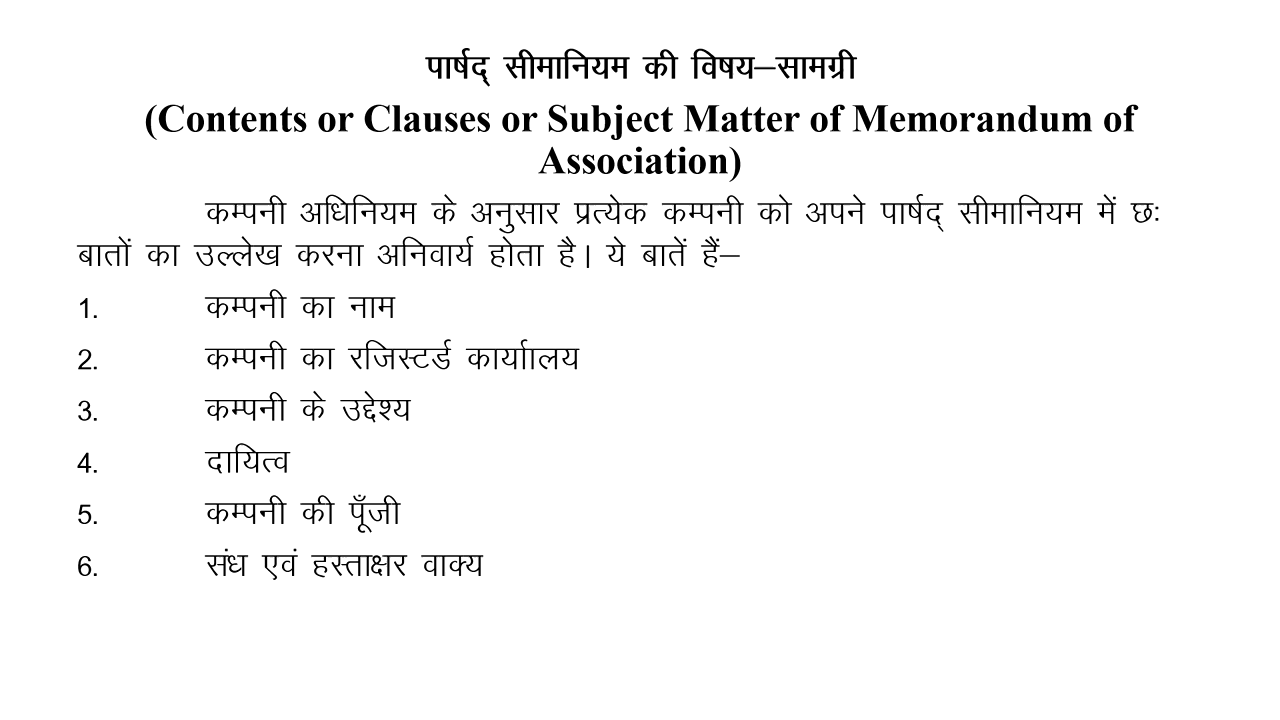 पार्षद् सीमानियम की विषय–सामग्री
(Contents or Clauses or Subject Matter of Memorandum of
Association)
कम्पनी अधिनियम के अनुसार प्रत्येक कम्पनी को अपने पार्षद् सीमानियम में छः
बातों का उल्लेख करना अनिवार्य होता है। ये बातें हैं–
1. कम्पनी का नाम
2. कम्पनी का रजिस्टर्ड कार्याालय
3. कम्पनी के उद्देश्य
4. दायित्व
5. कम्पनी की पूँजी
6. संध एवं हस्ताक्षर वाक्य